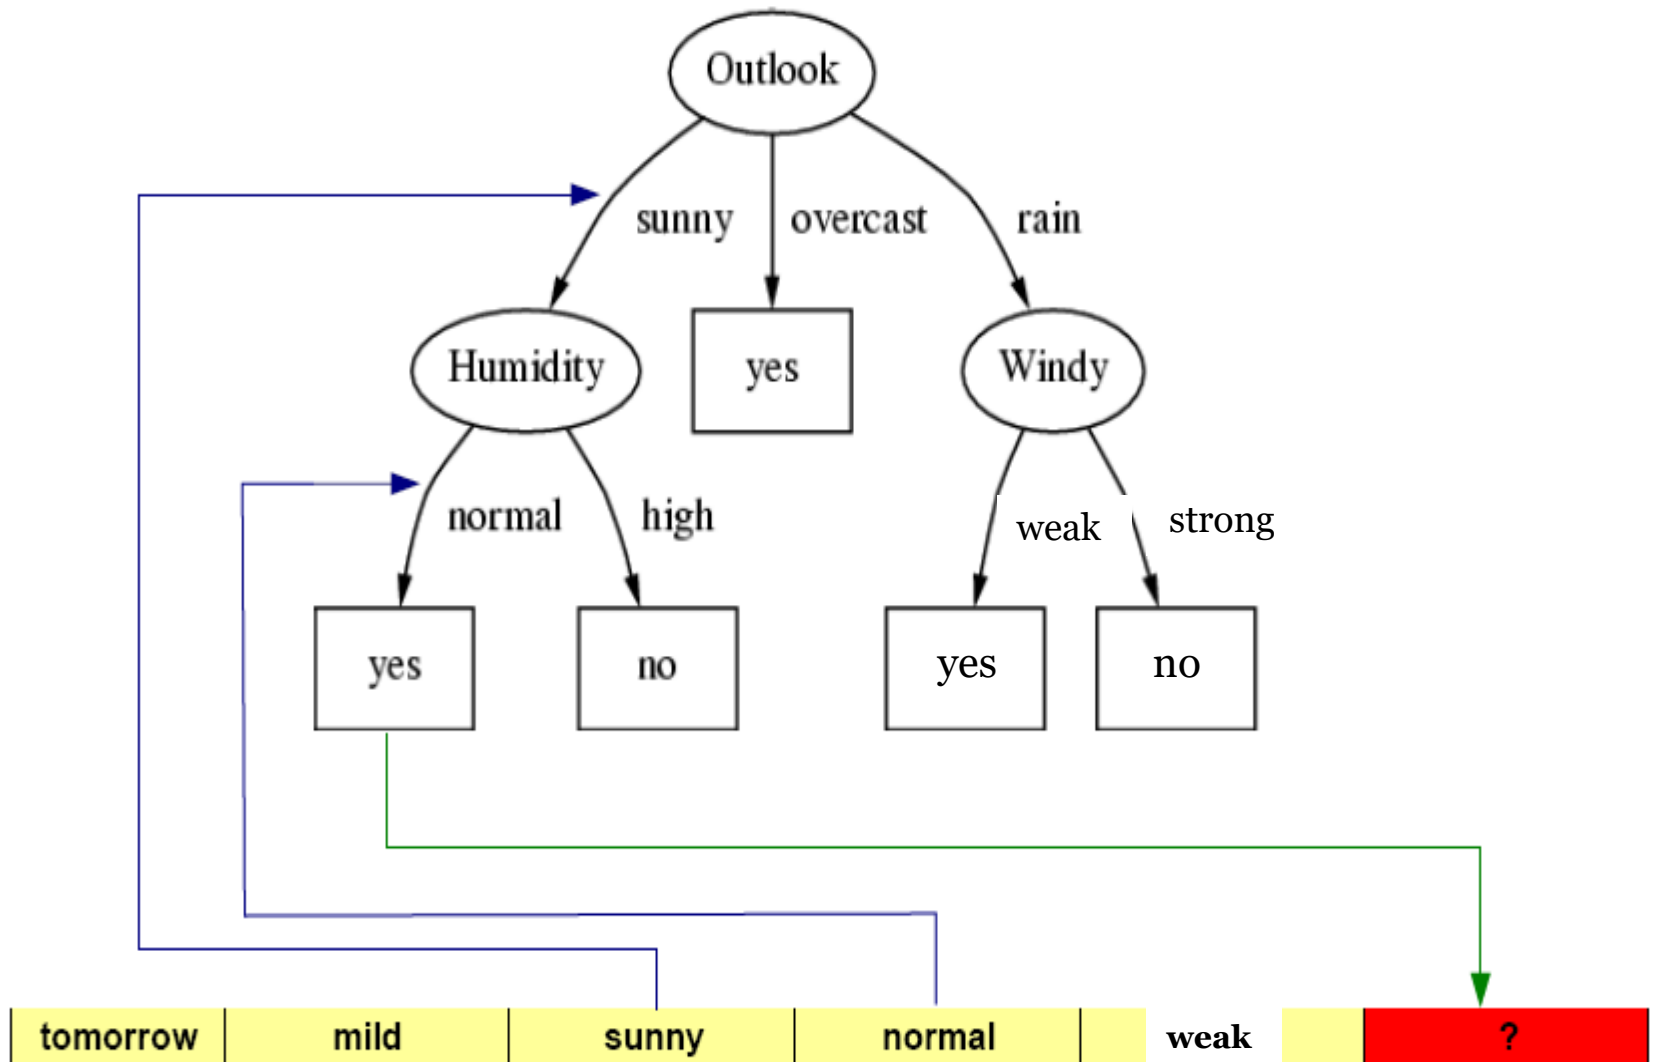 Outlook
sunny overcast rain
Humidity yes Windy
normal high weak strong
yes no yes no
tomorrow mild sunny normal weak ?